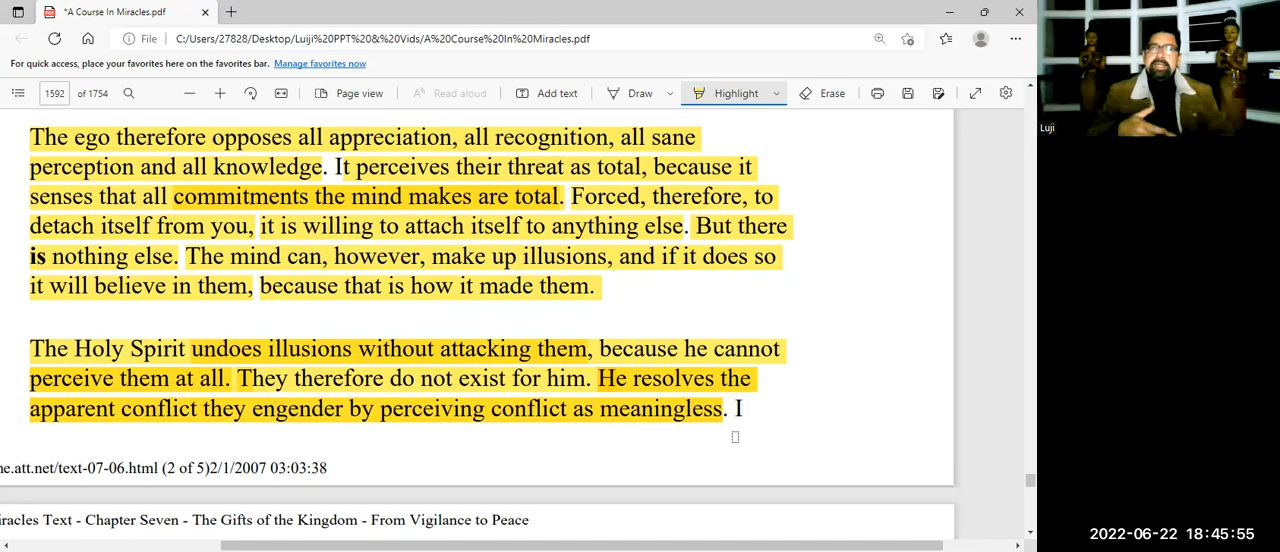 *A Course In Miracles.pdf
File
C:/Users/27828/Desktop/Luiji%20PPT%20&%20Vids/A%20Course%20In%20Miracles.pdf
For quick access, place your favorites here on the favorites bar. Manage favorites now
1592 of 1754
Page view
Read aloud
Add text
Draw
Highlight
Erase
The ego therefore opposes all appreciation, all recognition, all sane
perception and all knowledge. It perceives their threat as total, because it
senses that all commitments the mind makes are total. Forced, therefore, to
detach itself from you, it is willing to attach itself to anything else. But there
is nothing else. The mind can, however, make up illusions, and if it does so
it will believe in them, because that is how it made them.
The Holy Spirit undoes illusions without attacking them, because he cannot
perceive them at all. They therefore do not exist for him. He resolves the
apparent conflict they engender by perceiving conflict as meaningless. I
ne.att.net/text-07-06.html (2 of 5)2/1/2007 03:03:38
iracles Text - Chapter Seven - The Gifts of the Kingdom - From Vigilance to Peace
Luji
2022-06-22 18:45:55